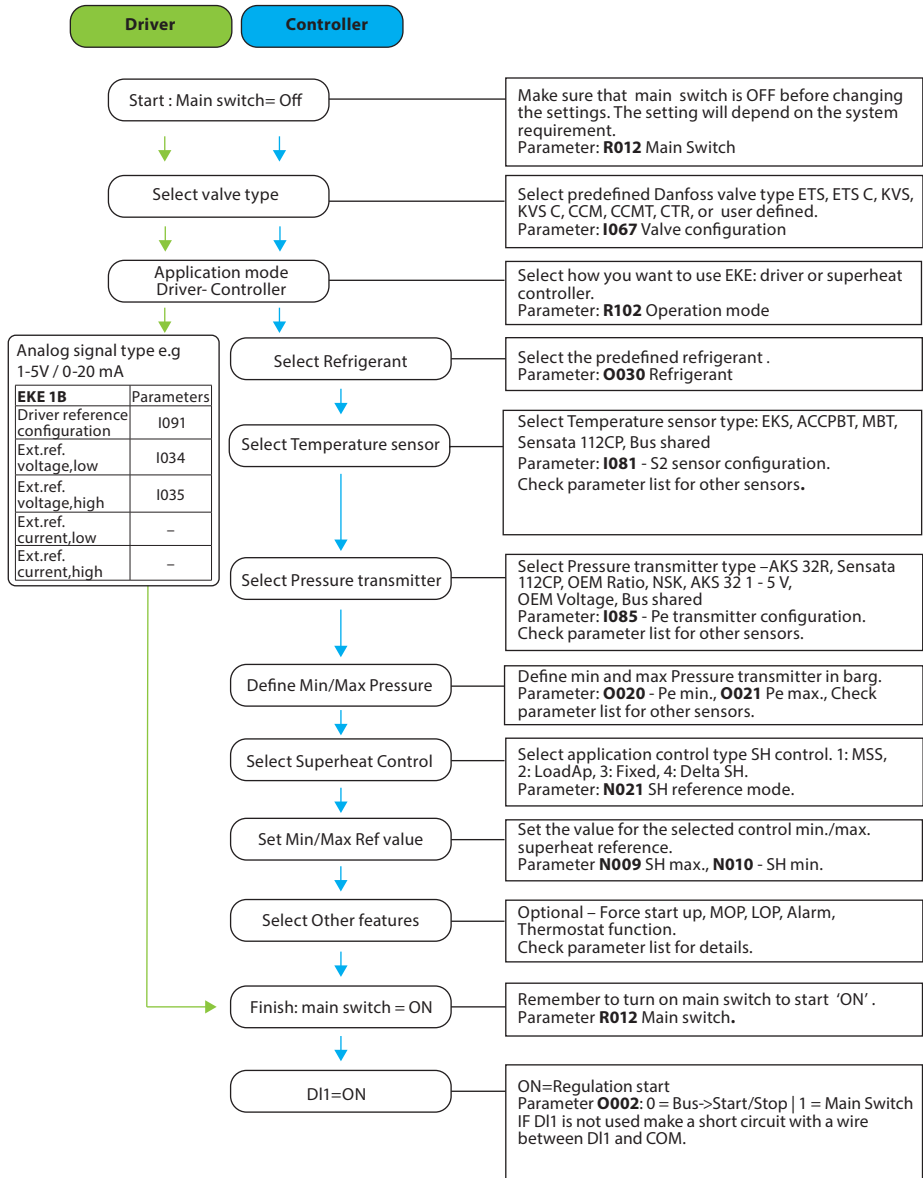 Driver
Controller
Start : Main switch= Off
Make sure that main switch is OFF before changing
the settings. The setting will depend on the system
requirement.
Parameter: R012 Main Switch
Select valve type
Select predefined Danfoss valve type ETS, ETS C, KVS,
KVS C, CCM, CCMT, CTR, or user defined.
Parameter: I067 Valve configuration
Application mode
Driver- Controller
Select how you want to use EKE: driver or superheat
controller.
Parameter: R102 Operation mode
Analog signal type e.g
1-5V / 0-20 mA
EKE 1B Parameters
Driver reference
configuration I091
Ext.ref.
voltage,low I034
Ext.ref.
voltage,high I035
Ext.ref.
current,low –
Ext.ref.
current,high –
Select Refrigerant
Select the predefined refrigerant .
Parameter: O030 Refrigerant
Select Temperature sensor
Select Temperature sensor type: EKS, ACCPBT, MBT,
Sensata 112CP, Bus shared
Parameter: I081 - S2 sensor configuration.
Check parameter list for other sensors.
Select Pressure transmitter
Select Pressure transmitter type –AKS 32R, Sensata
112CP, OEM Ratio, NSK, AKS 32 1 - 5 V,
OEM Voltage, Bus shared
Parameter: I085 - Pe transmitter configuration.
Check parameter list for other sensors.
Define Min/Max Pressure
Define min and max Pressure transmitter in barg.
Parameter: O020 - Pe min., O021 Pe max., Check
parameter list for other sensors.
Select Superheat Control
Select application control type SH control. 1: MSS,
2: LoadAp, 3: Fixed, 4: Delta SH.
Parameter: N021 SH reference mode.
Set Min/Max Ref value
Set the value for the selected control min./max.
superheat reference.
Parameter N009 SH max., N010 - SH min.
Select Other features
Optional – Force start up, MOP, LOP, Alarm,
Thermostat function.
Check parameter list for details.
Finish: main switch = ON
Remember to turn on main switch to start ‘ON’ .
Parameter R012 Main switch.
DI1=ON
ON=Regulation start
Parameter O002: 0 = Bus->Start/Stop | 1 = Main Switch
IF DI1 is not used make a short circuit with a wire
between DI1 and COM.